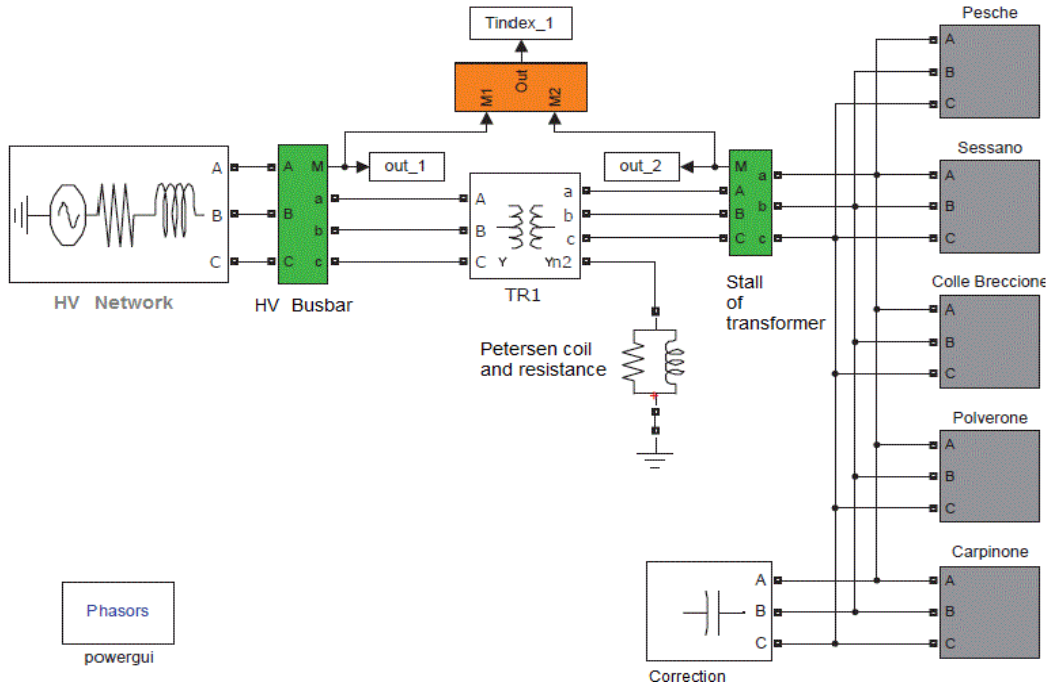 Pesche
Tindex_1
A
B
C
Out
M1
M2
Sessano
A
B
C
A
B
C
A
B
C
M
a
b
c
out_1
out_2
A
B
C
Y
Yn2
a
b
c
M
A
B
C
a
b
c
HV Network
HV Busbar
TR1
Stall
of
transformer
Colle Breccione
A
B
C
Petersen coil
and resistance
Polverone
A
B
C
Carpinone
A
B
C
A
B
C
Correction
Phasors
powergui